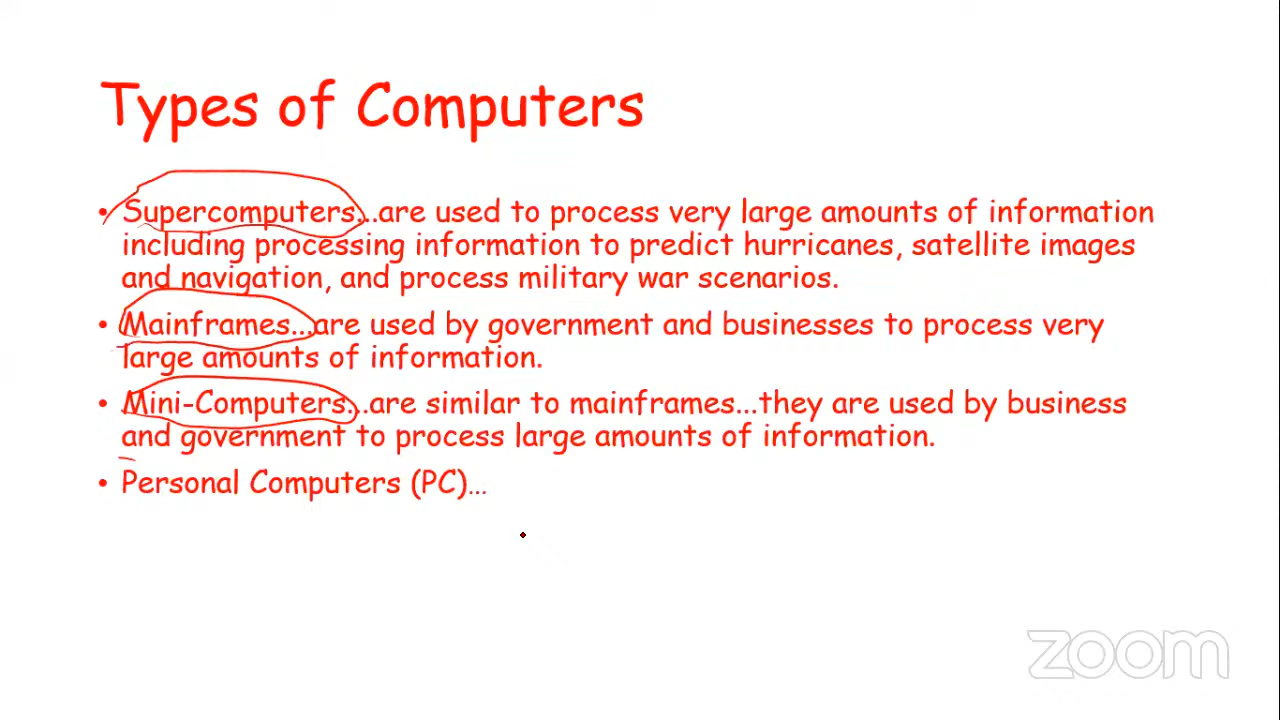 Types of Computers
• Supercomputers...are used to process very large amounts of information
including processing information to predict hurricanes, satellite images
and navigation, and process military war scenarios.
• Mainframes...are used by government and businesses to process very
large amounts of information.
• Mini-Computers...are similar to mainframes...they are used by business
and government to process large amounts of information.
• Personal Computers (PC)...
zoom